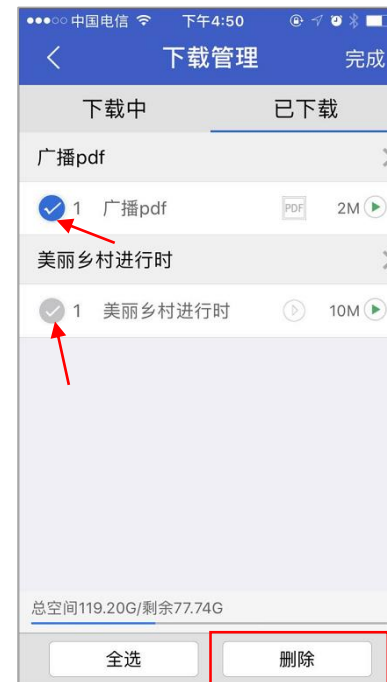 中国电信 下午4:50
下载管理 完成
下载中 已下载
广播pdf
1 广播pdf PDF 2M
美丽乡村进行时
1 美丽乡村进行时 10M
总空间119.20G/剩余77.74G
全选 删除